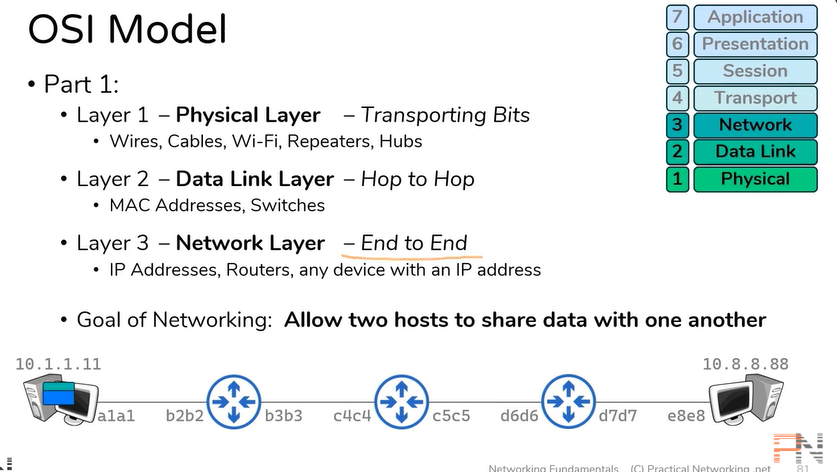 OSI Model
7 Application
6 Presentation
5 Session
4 Transport
3 Network
2 Data Link
1 Physical
• Part 1:
• Layer 1 – Physical Layer – Transporting Bits
• Wires, Cables, Wi-Fi, Repeaters, Hubs
• Layer 2 – Data Link Layer – Hop to Hop
• MAC Addresses, Switches
• Layer 3 – Network Layer – End to End
• IP Addresses, Routers, any device with an IP address
• Goal of Networking: Allow two hosts to share data with one another
10.1.1.11 10.8.8.88
a1a1 b2b2 b3b3 c4c4 c5c5 d6d6 d7d7 e8e8
PN
Networking Fundamentals (C) Practical Networking .net 81